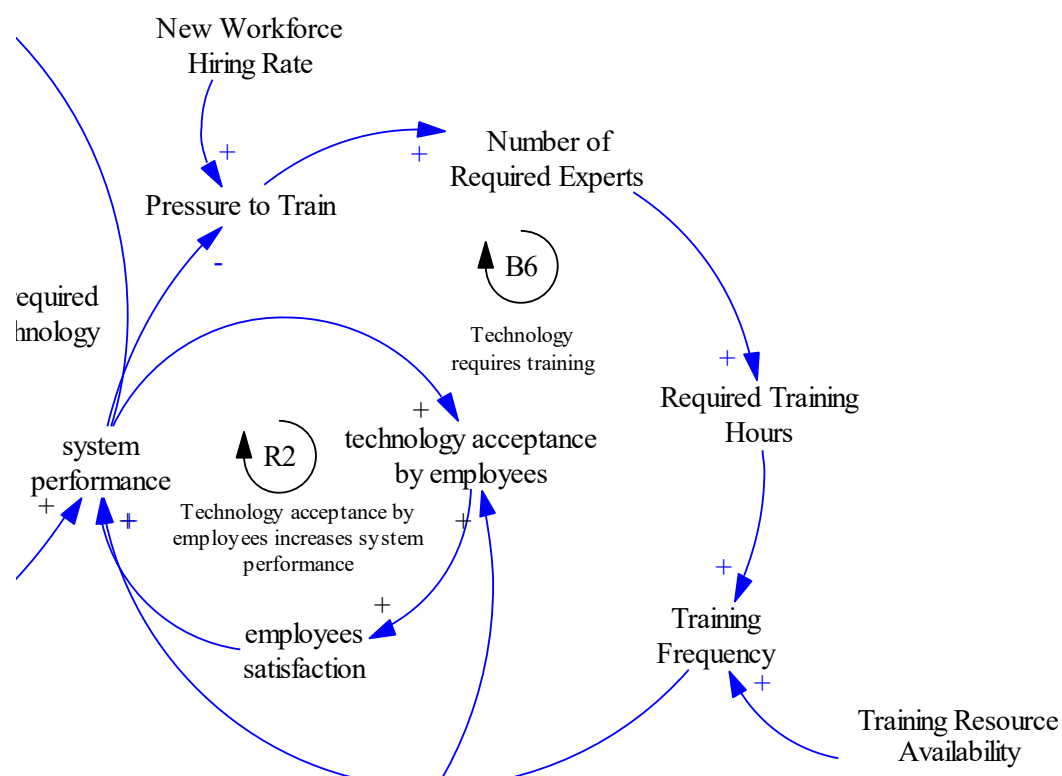 New Workforce
Hiring Rate
+
+
Number of
Required Experts
Pressure to Train
-
B6
equired
hnology
Technology
requires training
+
+
Required Training
Hours
technology acceptance
by employees
system
performance
R2
+
+
+
Technology acceptance by
employees increases system
performance
+
+
Training
Frequency
employees
satisfaction
+
Training Resource
Availability